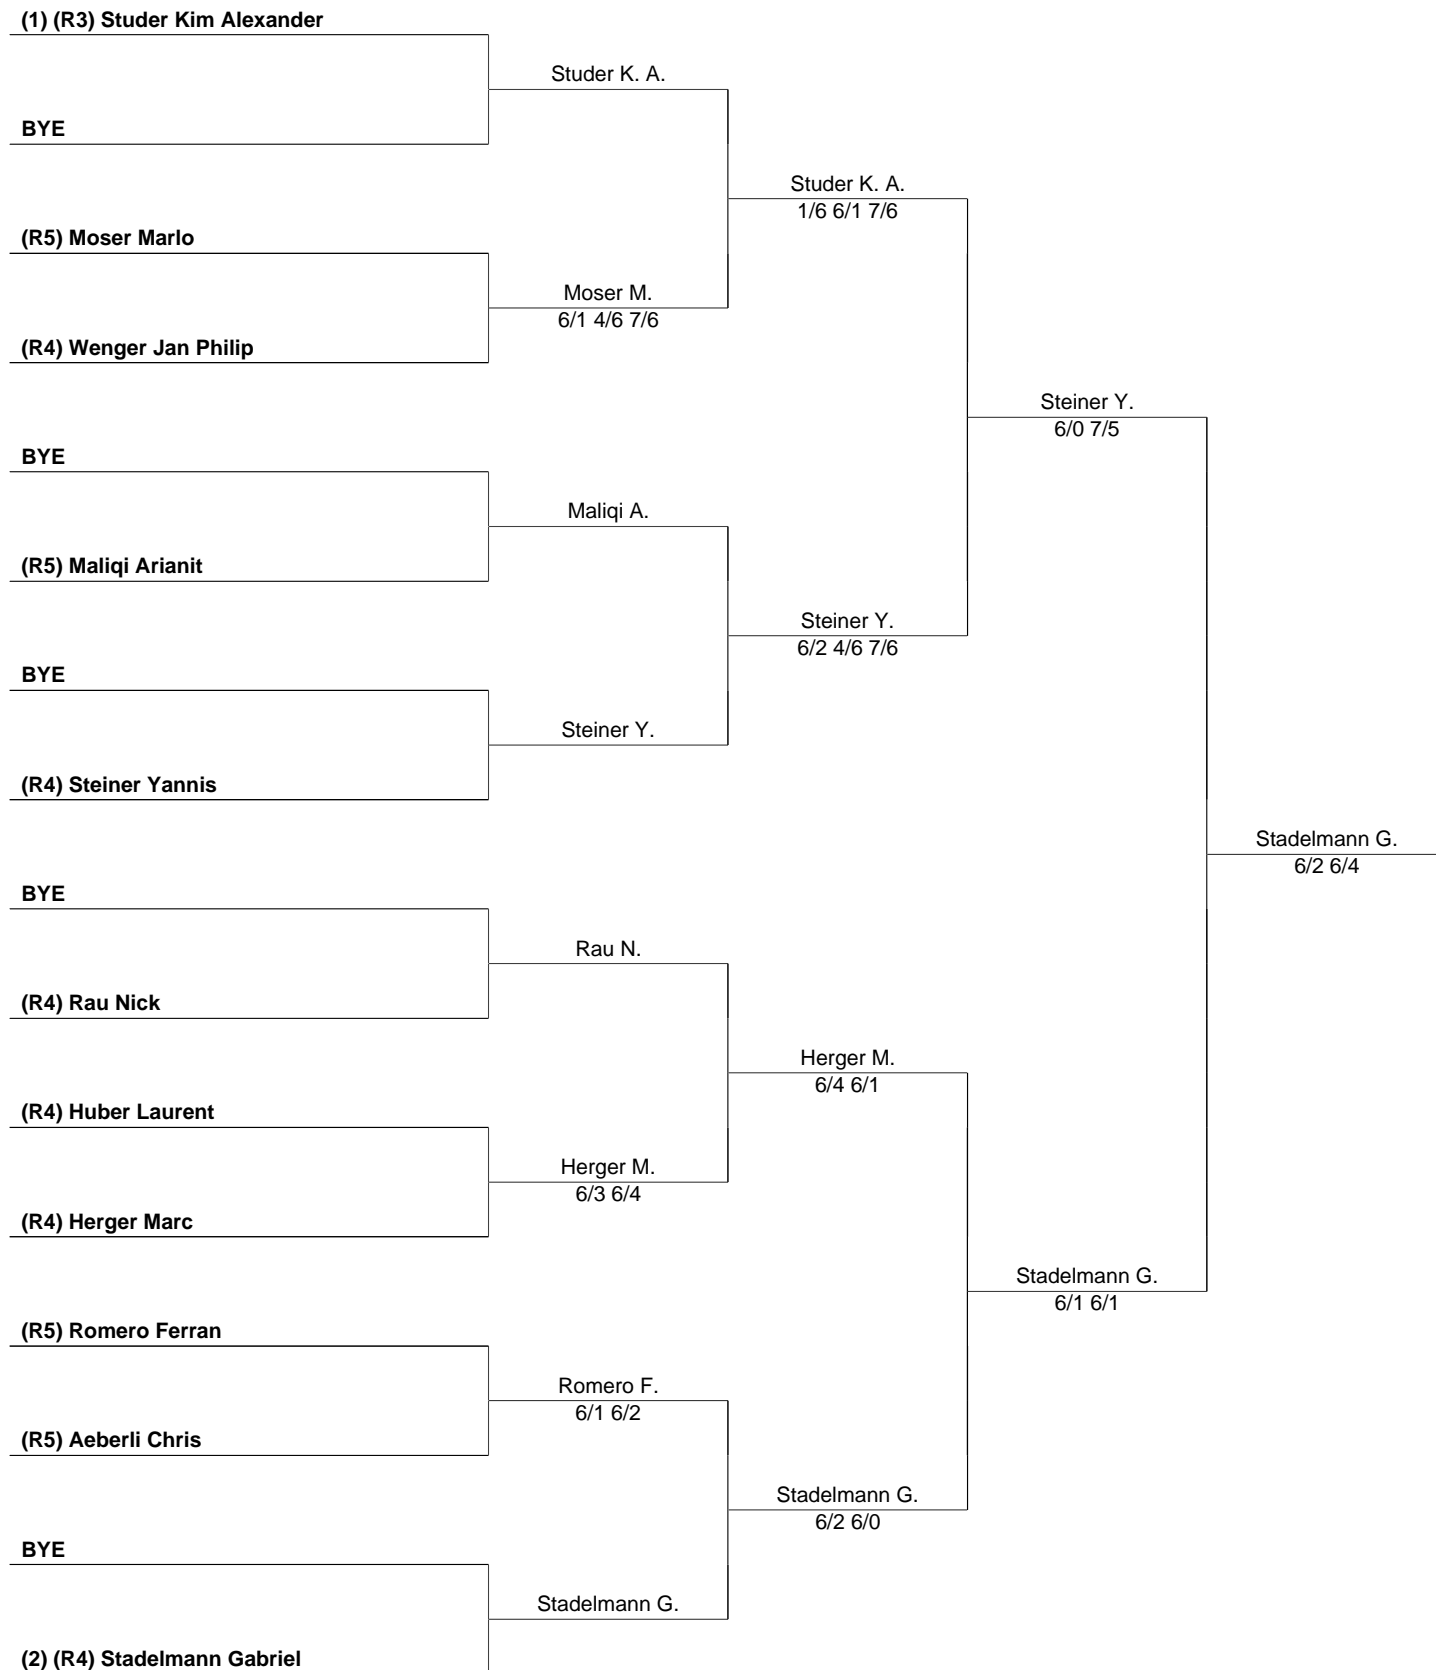 (1) (R3) Studer Kim Alexander
Studer K. A.
BYE
Studer K. A.
1/6 6/1 7/6
(R5) Moser Marlo
Moser M.
6/1 4/6 7/6
(R4) Wenger Jan Philip
Steiner Y.
6/0 7/5
BYE
Maliqi A.
(R5) Maliqi Arianit
Steiner Y.
6/2 4/6 7/6
BYE
Steiner Y.
(R4) Steiner Yannis
Stadelmann G.
6/2 6/4
BYE
Rau N.
(R4) Rau Nick
Herger M.
6/4 6/1
(R4) Huber Laurent
Herger M.
6/3 6/4
(R4) Herger Marc
Stadelmann G.
6/1 6/1
(R5) Romero Ferran
Romero F.
6/1 6/2
(R5) Aeberli Chris
Stadelmann G.
6/2 6/0
BYE
Stadelmann G.
(2) (R4) Stadelmann Gabriel